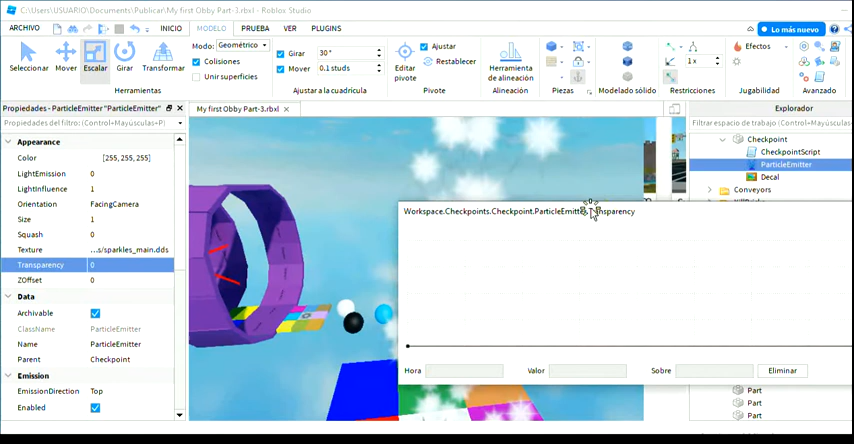 C:\Users\USUARIO\Documents\Publicar\My first Obby Part-3.rbxl - Roblox Studio
ARCHIVO
INICIO
MODELO
PRUEBA
VER
PLUGINS
Lo más nuevo
Seleccionar
Mover
Escalar
Girar
Transformar
Modo: Geométrico
Colisiones
Unir superficies
Herramientas
Girar 30°
Mover 0.1 studs
Ajustar a la cuadrícula
Editar pivote
Ajustar
Restablecer
Pivote
Herramienta de alineación
Alineación
Piezas
Modelado sólido
1 x
Restricciones
Efectos
Jugabilidad
Avanzado
Propiedades - ParticleEmitter "ParticleEmitter"
Propiedades del filtro: (Control+Mayúsculas+P)
Appearance
Color [255, 255, 255]
LightEmission 0
LightInfluence 1
Orientation FacingCamera
Size 1
Squash 0
Texture ...s/sparkles_main.dds
Transparency 0
ZOffset 0
Data
Archivable
ClassName ParticleEmitter
Name ParticleEmitter
Parent Checkpoint
Emission
EmissionDirection Top
Enabled
My first Obby Part-3.rbxl
Workspace.Checkpoints.Checkpoint.ParticleEmitter.Transparency
Hora
Valor
Sobre
Eliminar
Explorador
Filtrar espacio de trabajo (Control+Mayúsculas
Checkpoint
CheckpointScript
ParticleEmitter
Decal
Conveyors
Part
Part
Part